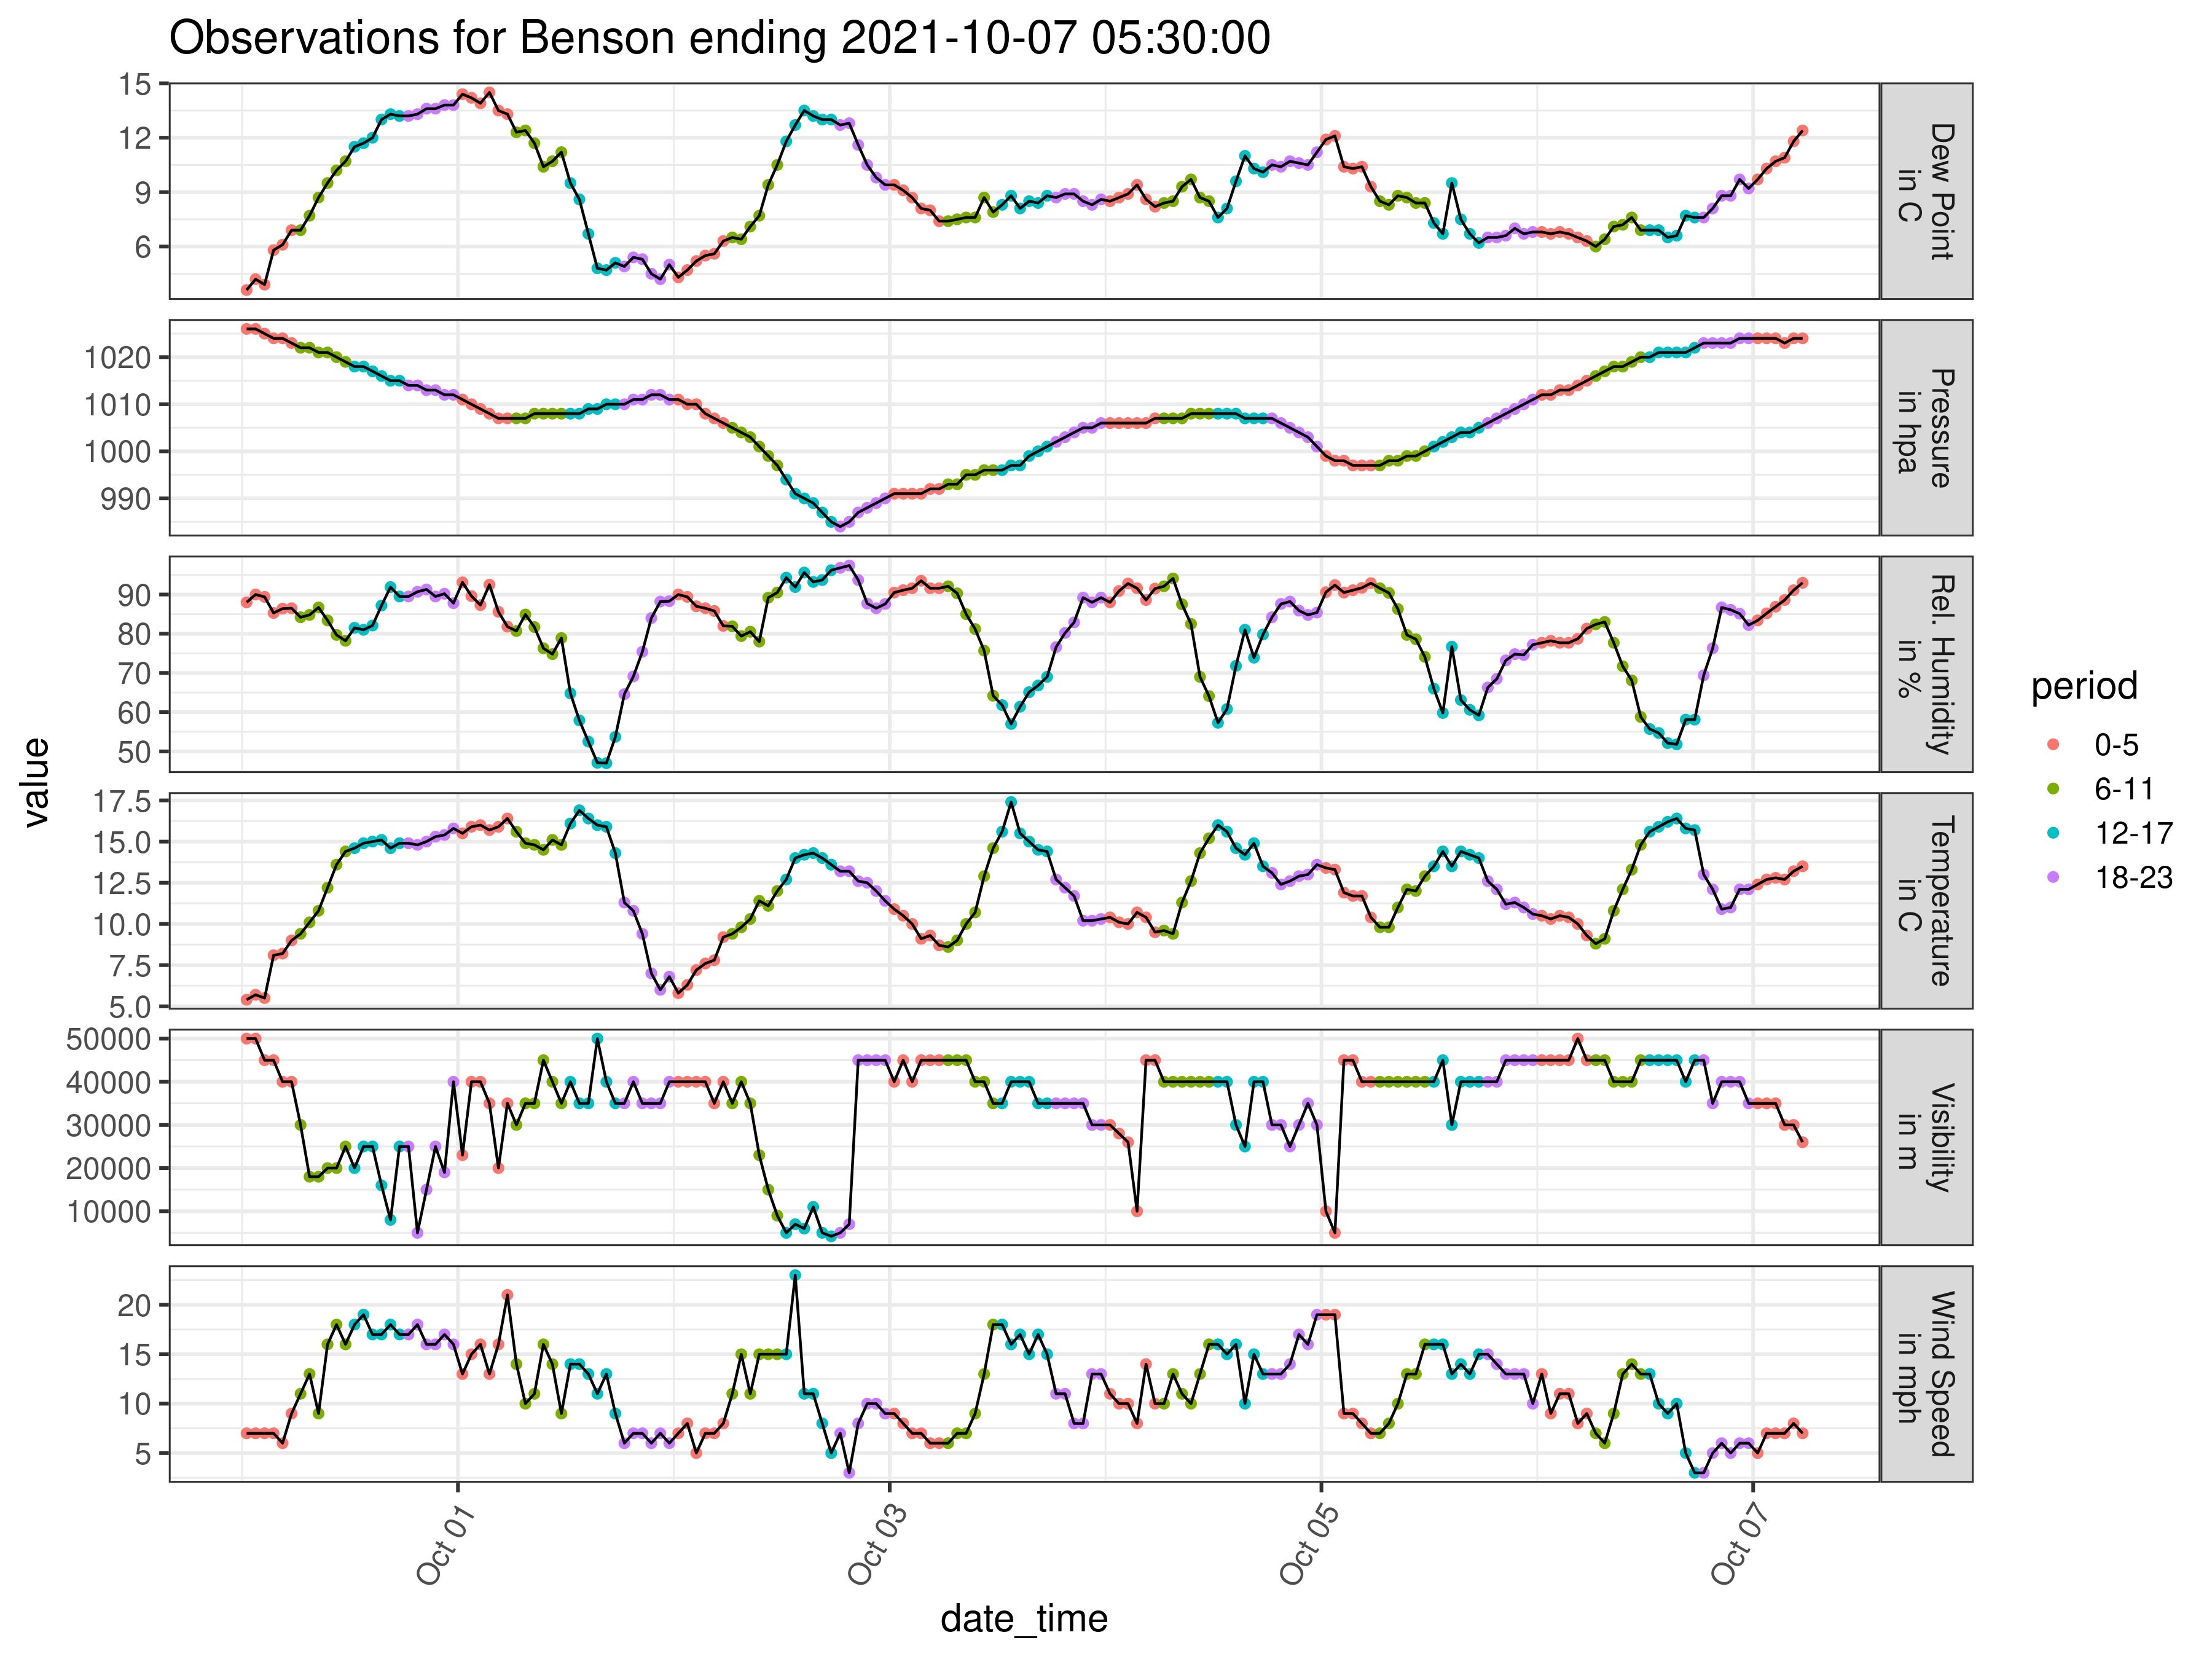 Observations for Benson ending 2021-10-07 05:30:00
value
15
12
9
6
Dew Point
in C
1020
1010
1000
990
Pressure
in hpa
90
80
70
60
50
Rel. Humidity
in %
17.5
15.0
12.5
10.0
7.5
5.0
Temperature
in C
50000
40000
30000
20000
10000
Visibility
in m
20
15
10
5
Wind Speed
in mph
Oct 01
Oct 03
Oct 05
Oct 07
date_time
period
0-5
6-11
12-17
18-23